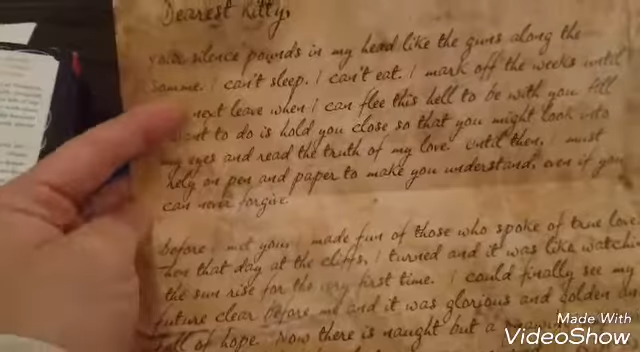 Dearest Kitty,
Your silence pounds in my head like the guns along the
Somme. I can't sleep. I can't eat. I mark off the weeks until
next leave when I can flee this hell to be with you. All
want to do is hold you close so that you might look into
my eyes and read the truth of my love. Until then, I must
rely on pen and paper to make you understand, even if you
can never forgive.
Before I met you, I made fun of those who spoke of true love.
then that day at the cliffs, I turned and it was like watchin
the sun rise for the very first time. I could finally see my
future clear before me and it was glorious and golden an
full of hope. Now there is naught but a
Made With
VideoShow